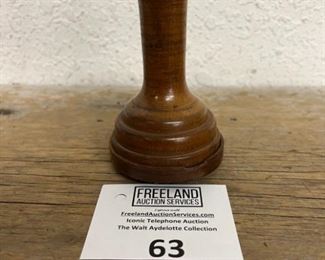 FREELAND
AUCTION SERVICES
FreelandAuctionServices.com
Iconic Telephone Auction
The Walt Aydelotte Collection
63